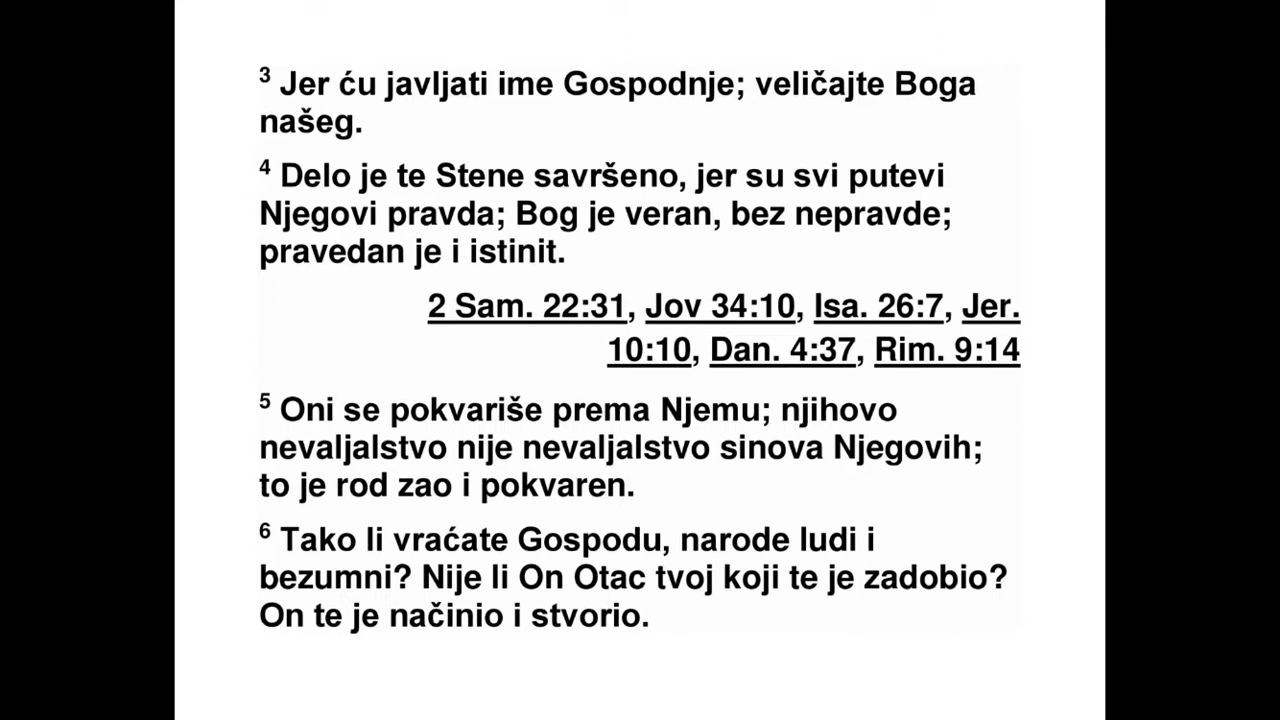 3 Jer ću javljati ime Gospodnje; veličajte Boga
našeg.
4 Delo je te Stene savršeno, jer su svi putevi
Njegovi pravda; Bog je veran, bez nepravde;
pravedan je i istinit.
2 Sam. 22:31, Jov 34:10, Isa. 26:7, Jer.
10:10, Dan. 4:37, Rim. 9:14
5 Oni se pokvariše prema Njemu; njihovo
nevaljalstvo nije nevaljalstvo sinova Njegovih;
to je rod zao i pokvaren.
6 Tako li vraćate Gospodu, narode ludi i
bezumni? Nije li On Otac tvoj koji te je zadobio?
On te je načinio i stvorio.